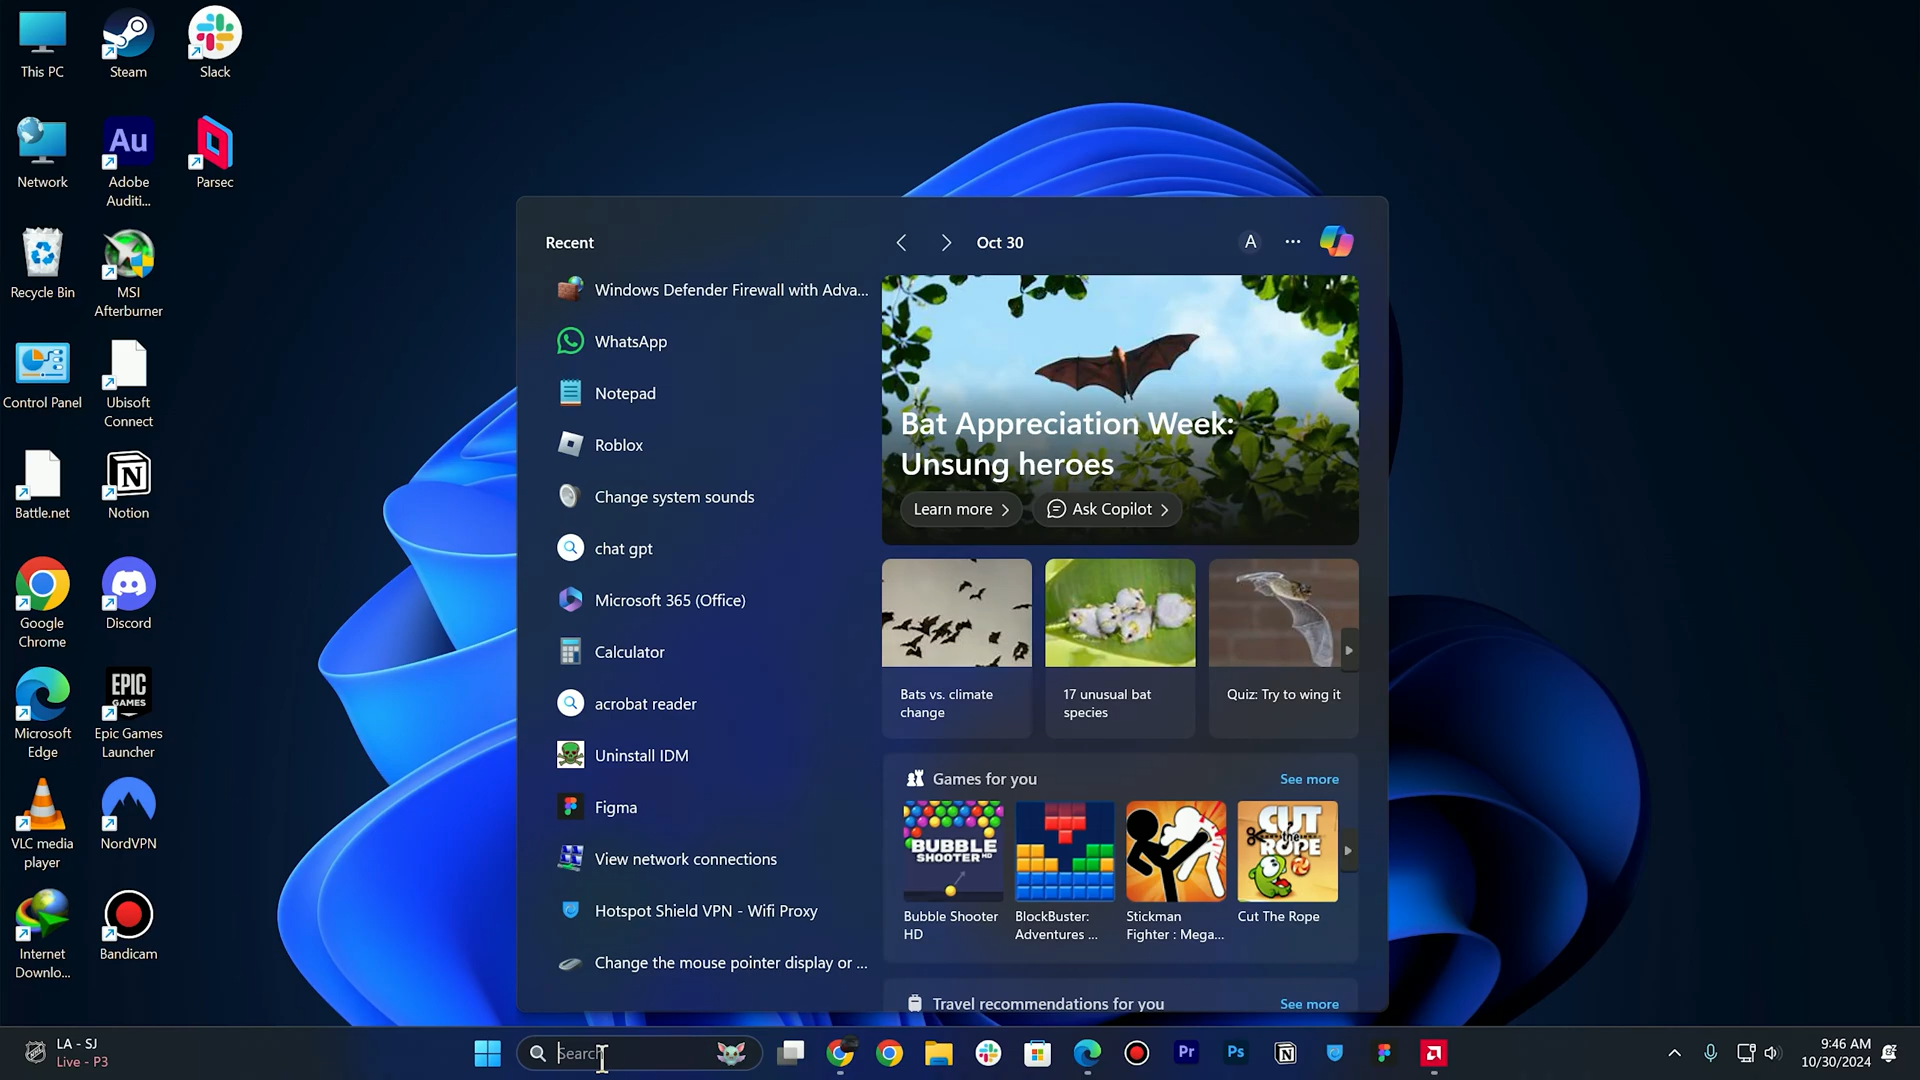 This PC
Steam
Slack
Network
Au
Adobe
Auditi...
Parsec
Recycle Bin
MSI
Afterburner
Control Panel
Ubisoft
Connect
Battle.net
Notion
Google
Chrome
Discord
Microsoft
Edge
EPIC
GAMES
Epic Games
Launcher
VLC media
player
NordVPN
Internet
Downlo...
Bandicam
Recent
Windows Defender Firewall with Adva...
WhatsApp
Notepad
Roblox
Change system sounds
chat gpt
Microsoft 365 (Office)
Calculator
acrobat reader
Uninstall IDM
Figma
View network connections
Hotspot Shield VPN - Wifi Proxy
Change the mouse pointer display or ...
Oct 30
A
Bat Appreciation Week:
Unsung heroes
Learn more
Ask Copilot
Bats vs. climate
change
17 unusual bat
species
Quiz: Try to wing it
Games for you
See more
BUBBLE
SHOOTER HD
CUT
the
ROPE
Bubble Shooter
HD
BlockBuster:
Adventures ...
Stickman
Fighter : Mega...
Cut The Rope
Travel recommendations for you
See more
LA - SJ
Live - P3
Search
Pr
Ps
9:46 AM
10/30/2024